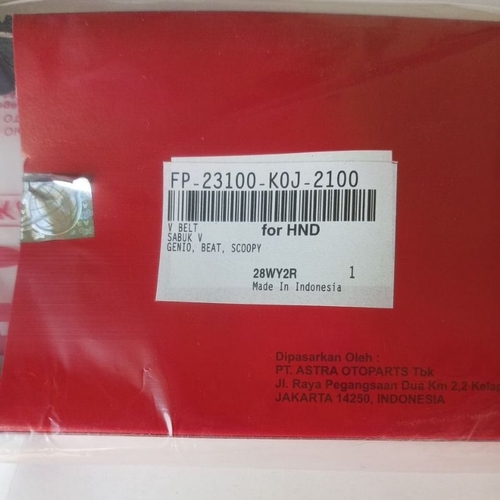 FP-23100-K0J-2100
V BELT
for HND
SABUK V
GENIO, BEAT, SCOOPY
28WY2R 1
Made In Indonesia
Dipasarkan Oleh :
PT. ASTRA OTOPARTS Tbk
Jl. Raya Pegangsaan Dua Km 2,2 Kelap
JAKARTA 14250, INDONESIA